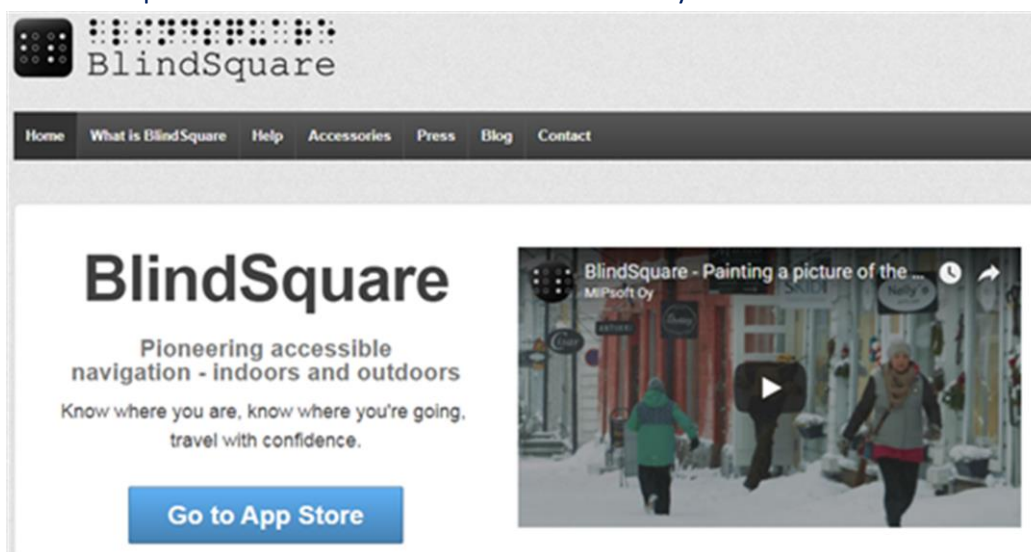 BlindSquare
Home What is BlindSquare Help Accessories Press Blog Contact
BlindSquare
Pioneering accessible
navigation - indoors and outdoors
Know where you are, know where you're going,
travel with confidence.
Go to App Store
BlindSquare - Painting a picture of the ...
MIPsoft Oy
SKIDI
Nelly's